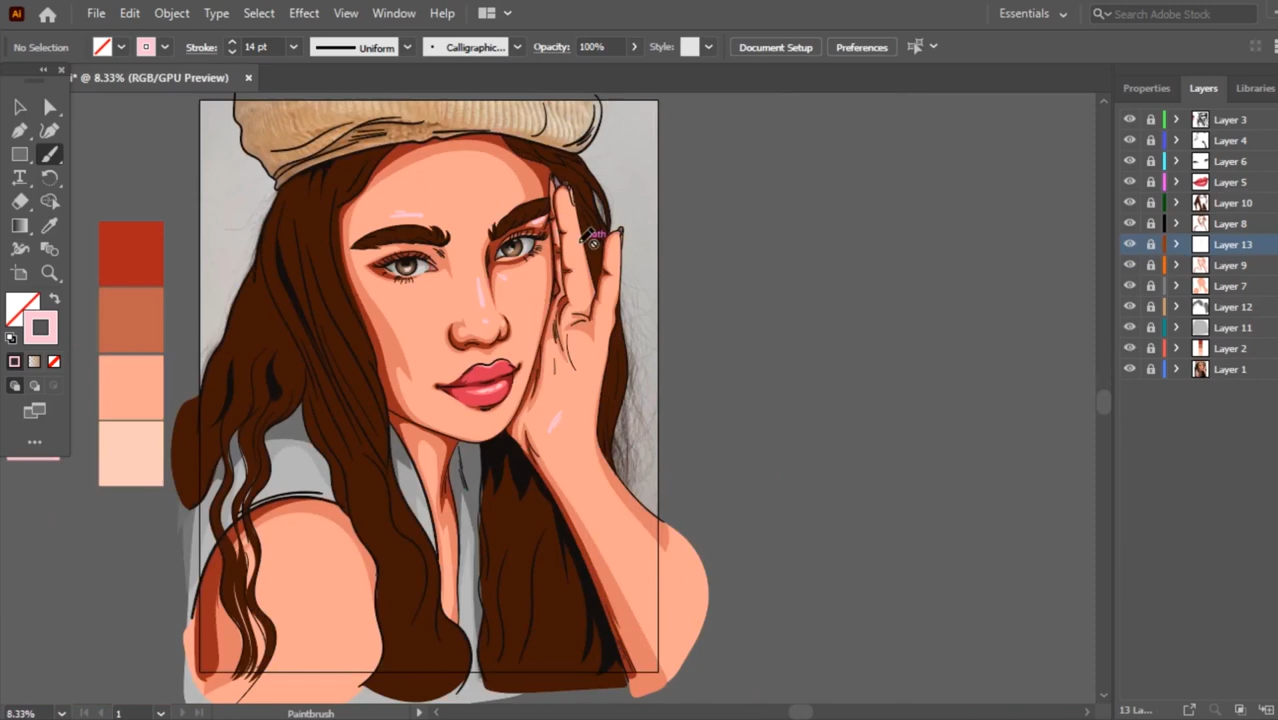 Ai File Edit Object Type Select Effect View Window Help Essentials Search Adobe Stock
No Selection Stroke: 14 pt Uniform Calligraphic... Opacity: 100% Style: Document Setup Preferences
i* @ 8.33% (RGB/GPU Preview)
Properties Layers Libraries
Layer 3
Layer 4
Layer 6
Layer 5
Layer 10
Layer 8
Layer 13
Layer 9
Layer 7
Layer 12
Layer 11
Layer 2
Layer 1
8.33% 1 Paintbrush 13 La...